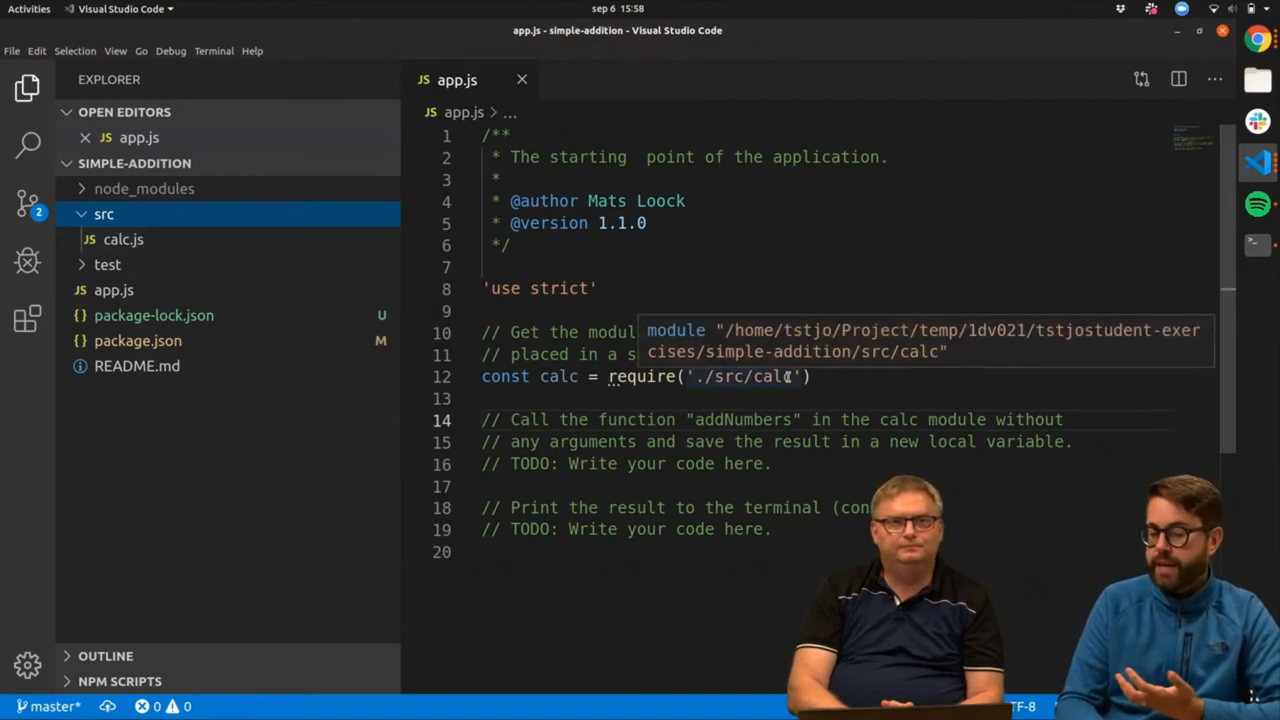 Activities
Visual Studio Code
sep 6 15:58
app.js - simple-addition - Visual Studio Code
File Edit Selection View Go Debug Terminal Help
EXPLORER
OPEN EDITORS
app.js
SIMPLE-ADDITION
node_modules
src
calc.js
test
app.js
package-lock.json U
package.json M
README.md
OUTLINE
NPM SCRIPTS
2
JS app.js
JS app.js > ...
1 /**
2 * The starting  point of the application.
3 *
4 * @author Mats Loock
5 * @version 1.1.0
6 */
7
8 'use strict'
9
10 // Get the modul
11 // placed in a s
module "/home/tstjo/Project/temp/1dv021/tstjostudent-exer
cises/simple-addition/src/calc"
12 const calc = require('./src/calc')
13
14 // Call the function "addNumbers" in the calc module without
15 // any arguments and save the result in a new local variable.
16 // TODO: Write your code here.
17
18 // Print the result to the terminal (con
19 // TODO: Write your code here.
20
master* 0 0 TF-8